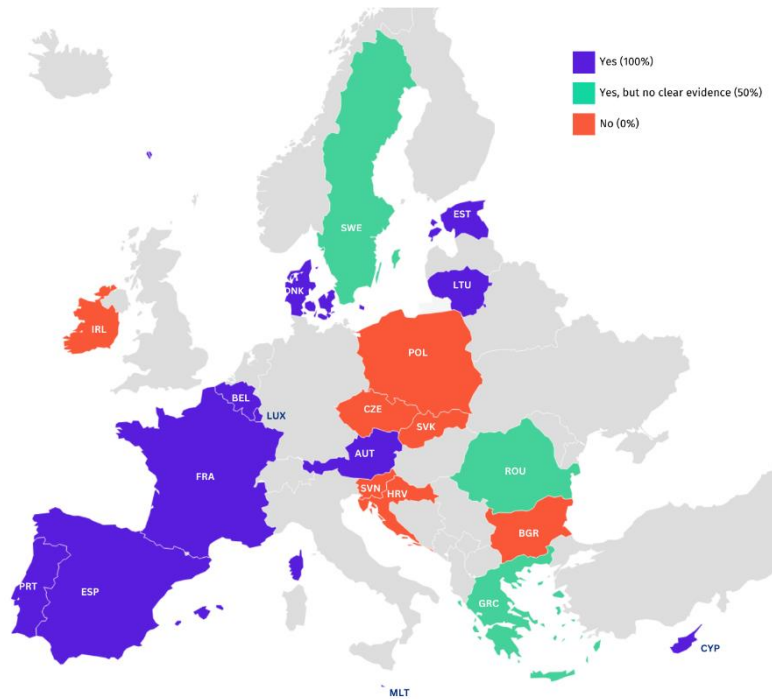 Yes (100%)
Yes, but no clear evidence (50%)
No (0%)
SWE
EST
LTU
DNK
IRL
POL
BEL
LUX
CZE
SVK
AUT
FRA
ROU
SVN
HRV
BGR
PRT
ESP
GRC
CYP
MLT